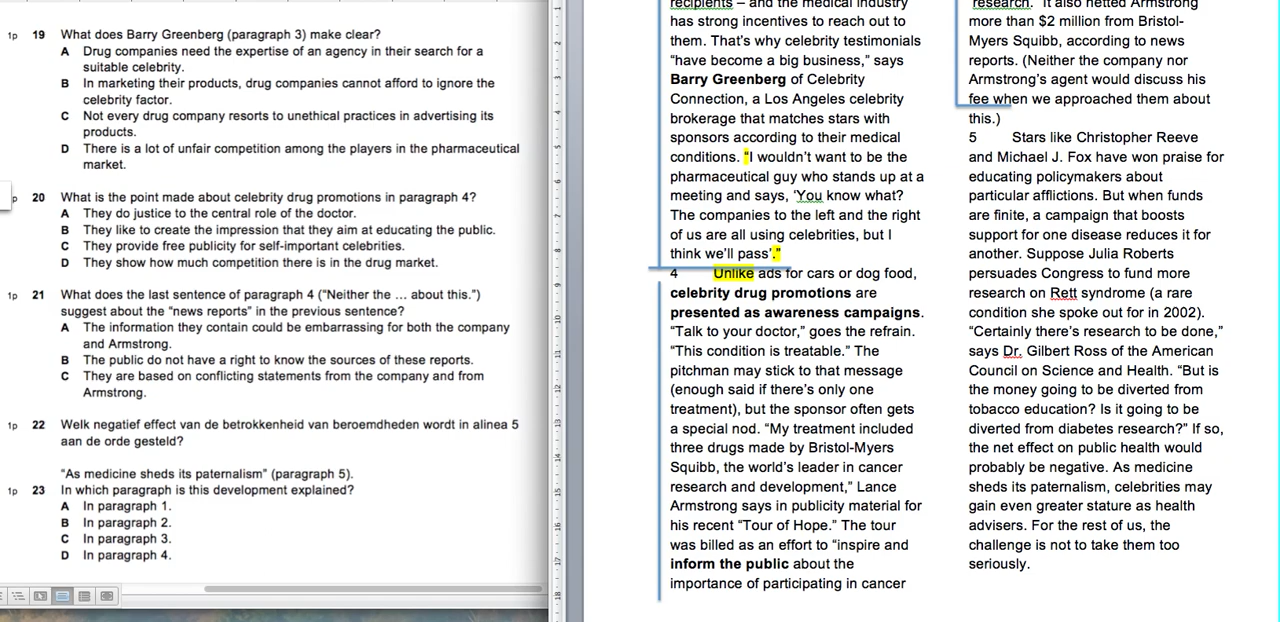 1p 19 What does Barry Greenberg (paragraph 3) make clear?
A Drug companies need the expertise of an agency in their search for a
suitable celebrity.
B In marketing their products, drug companies cannot afford to ignore the
celebrity factor.
C Not every drug company resorts to unethical practices in advertising its
products.
D There is a lot of unfair competition among the players in the pharmaceutical
market.
p 20 What is the point made about celebrity drug promotions in paragraph 4?
A They do justice to the central role of the doctor.
B They like to create the impression that they aim at educating the public.
C They provide free publicity for self-important celebrities.
D They show how much competition there is in the drug market.
1p 21 What does the last sentence of paragraph 4 (“Neither the ... about this.”)
suggest about the “news reports” in the previous sentence?
A The information they contain could be embarrassing for both the company
and Armstrong.
B The public do not have a right to know the sources of these reports.
C They are based on conflicting statements from the company and from
Armstrong.
1p 22 Welk negatief effect van de betrokkenheid van beroemdheden wordt in alinea 5
aan de orde gesteld?
“As medicine sheds its paternalism” (paragraph 5).
1p 23 In which paragraph is this development explained?
A In paragraph 1.
B In paragraph 2.
C In paragraph 3.
D In paragraph 4.
recipients – and the medical industry
has strong incentives to reach out to
them. That’s why celebrity testimonials
“have become a big business,” says
Barry Greenberg of Celebrity
Connection, a Los Angeles celebrity
brokerage that matches stars with
sponsors according to their medical
conditions. “I wouldn’t want to be the
pharmaceutical guy who stands up at a
meeting and says, ‘You know what?
The companies to the left and the right
of us are all using celebrities, but I
think we’ll pass’.”
4 Unlike ads for cars or dog food,
celebrity drug promotions are
presented as awareness campaigns.
“Talk to your doctor,” goes the refrain.
“This condition is treatable.” The
pitchman may stick to that message
(enough said if there’s only one
treatment), but the sponsor often gets
a special nod. “My treatment included
three drugs made by Bristol-Myers
Squibb, the world’s leader in cancer
research and development,” Lance
Armstrong says in publicity material for
his recent “Tour of Hope.” The tour
was billed as an effort to “inspire and
inform the public about the
importance of participating in cancer
research.” It also netted Armstrong
more than $2 million from Bristol-
Myers Squibb, according to news
reports. (Neither the company nor
Armstrong’s agent would discuss his
fee when we approached them about
this.)
5 Stars like Christopher Reeve
and Michael J. Fox have won praise for
educating policymakers about
particular afflictions. But when funds
are finite, a campaign that boosts
support for one disease reduces it for
another. Suppose Julia Roberts
persuades Congress to fund more
research on Rett syndrome (a rare
condition she spoke out for in 2002).
“Certainly there’s research to be done,”
says Dr. Gilbert Ross of the American
Council on Science and Health. “But is
the money going to be diverted from
tobacco education? Is it going to be
diverted from diabetes research?” If so,
the net effect on public health would
probably be negative. As medicine
sheds its paternalism, celebrities may
gain even greater stature as health
advisers. For the rest of us, the
challenge is not to take them too
seriously.